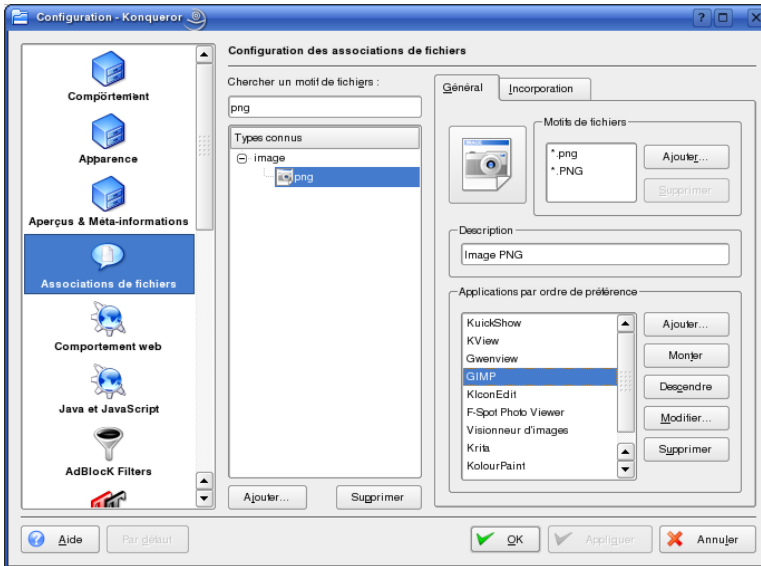 Configuration - Konqueror
Comportement
Apparence
Aperçus & Méta-informations
Associations de fichiers
Comportement web
Java et JavaScript
AdBlocK Filters
Configuration des associations de fichiers
Chercher un motif de fichiers :
png
Types connus
image
png
Ajouter...
Supprimer
Général
Incorporation
Motifs de fichiers
*.png
*.PNG
Ajouter...
Supprimer
Description
Image PNG
Applications par ordre de préférence
KuickShow
KView
Gwenview
GIMP
KIconEdit
F-Spot Photo Viewer
Visionneur d'images
Krita
KolourPaint
Ajouter...
Monter
Descendre
Modifier...
Supprimer
Aide
Par défaut
OK
Appliquer
Annuler